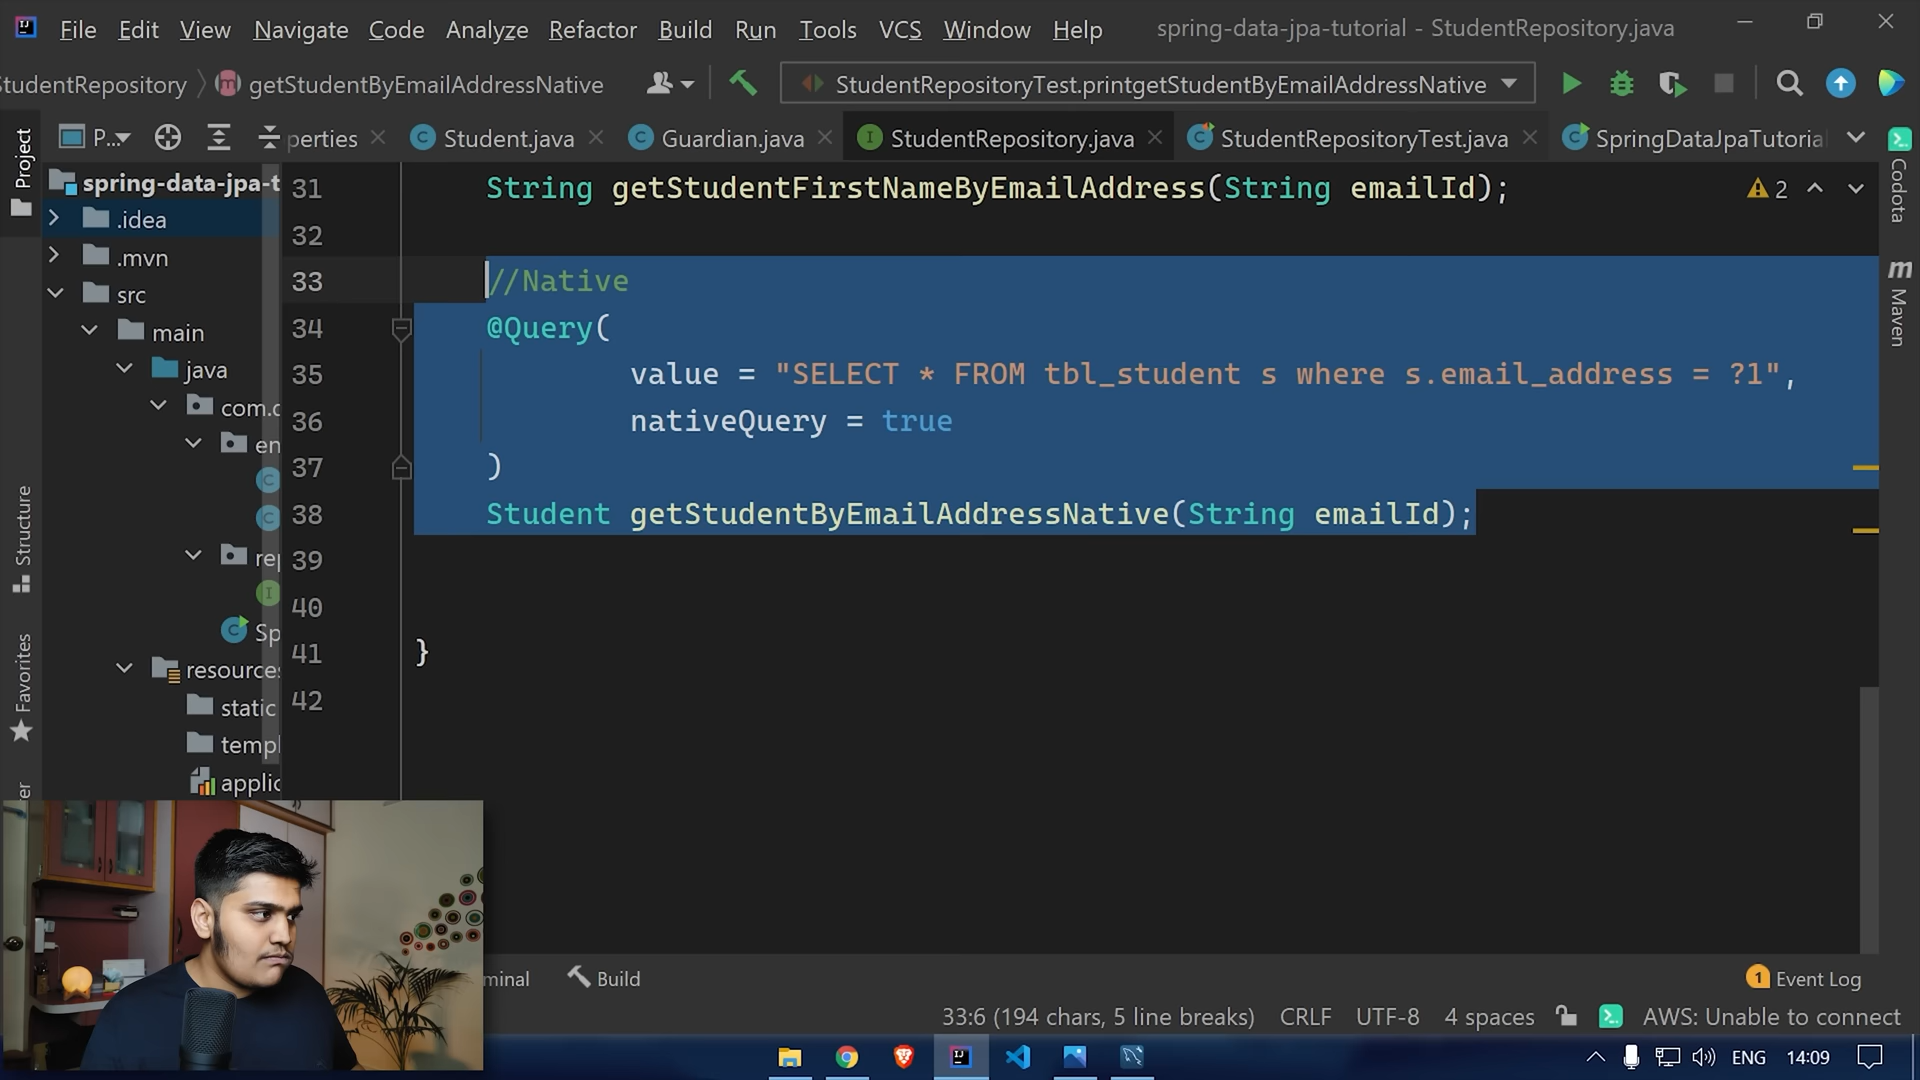 File Edit View Navigate Code Analyze Refactor Build Run Tools VCS Window Help spring-data-jpa-tutorial - StudentRepository.java
StudentRepository getStudentByEmailAddressNative StudentRepositoryTest.printgetStudentByEmailAddressNative
P... perties Student.java Guardian.java StudentRepository.java StudentRepositoryTest.java SpringDataJpaTutoria
Project
Structure
Favorites
er
spring-data-jpa-t
.idea
.mvn
src
main
java
com.c
en
rep
Sp
resources
static
templ
applic
31 String getStudentFirstNameByEmailAddress(String emailId);
32
33 //Native
34 @Query(
35 value = "SELECT * FROM tbl_student s where s.email_address = ?1",
36 nativeQuery = true
37 )
38 Student getStudentByEmailAddressNative(String emailId);
39
40
41 }
42
2
Codota
m Maven
minal Build 1 Event Log
33:6 (194 chars, 5 line breaks) CRLF UTF-8 4 spaces AWS: Unable to connect
ENG 14:09